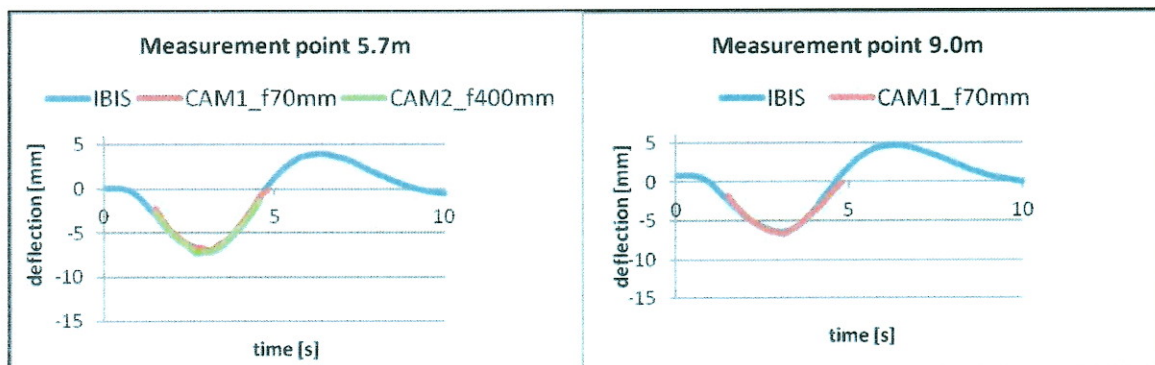 Measurement point 5.7m
IBIS CAM1_f70mm CAM2_f400mm
5
0
-5
-10
-15
0 5 10
deflection [mm]
time [s]
Measurement point 9.0m
IBIS CAM1_f70mm
5
0
-5
-10
-15
0 5 10
deflection [mm]
time [s]